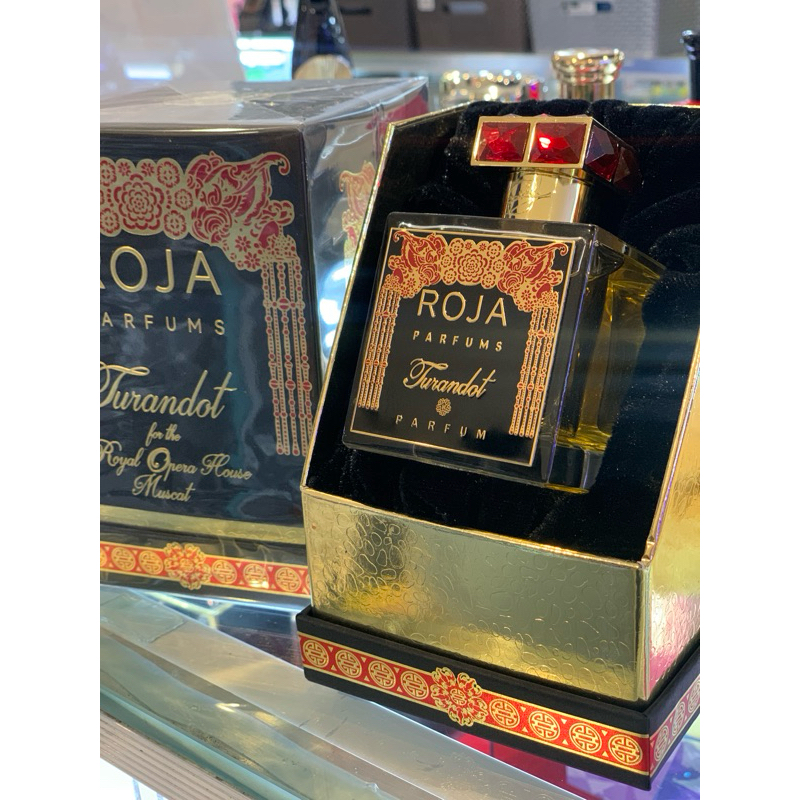 ROJA
PARFUMS
Turandot
for the
Royal Opera House
Muscat
ROJA
PARFUMS
Turandot
PARFUM